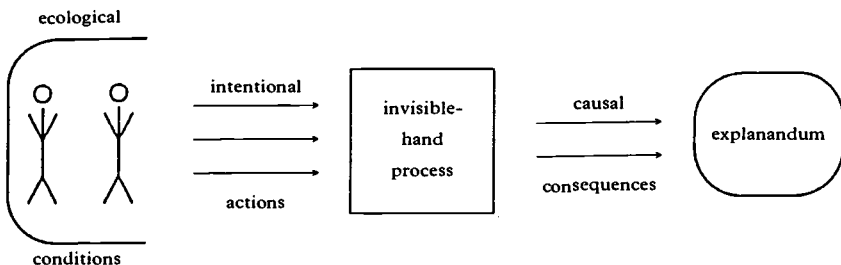 ecological
conditions
intentional
actions
invisible-
hand
process
causal
consequences
explanandum